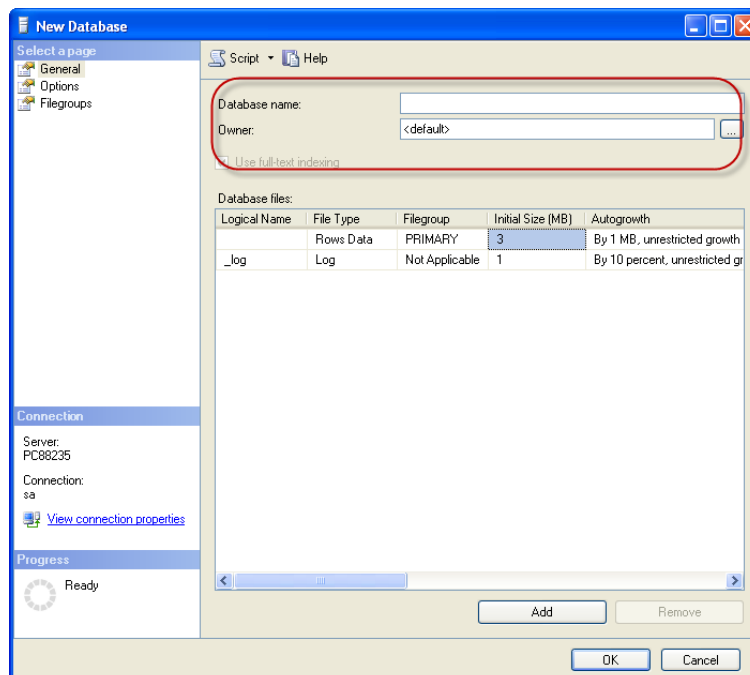 New Database
Select a page
General
Options
Filegroups
Script Help
Database name:
Owner: <default> ...
Use full-text indexing
Database files:
Logical Name File Type Filegroup Initial Size (MB) Autogrowth
Rows Data PRIMARY 3 By 1 MB, unrestricted growth
_log Log Not Applicable 1 By 10 percent, unrestricted gr
Connection
Server:
PC88235
Connection:
sa
View connection properties
Progress
Ready
Add Remove
OK Cancel